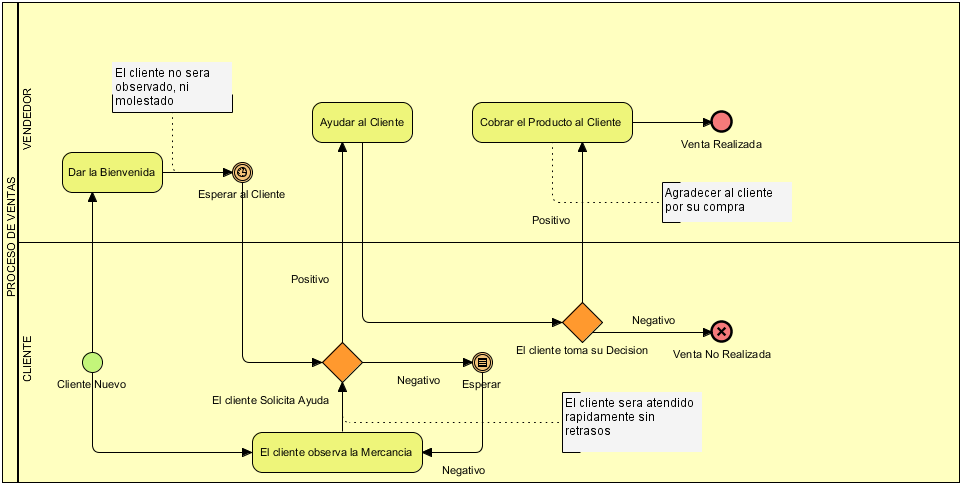 PROCESO DE VENTAS
VENDEDOR
El cliente no sera
observado, ni
molestado
Dar la Bienvenida
Esperar al Cliente
Ayudar al Cliente
Cobrar el Producto al Cliente
Venta Realizada
Agradecer al cliente
por su compra
Positivo
CLIENTE
Positivo
Cliente Nuevo
El cliente Solicita Ayuda
Negativo
Esperar
El cliente toma su Decision
Negativo
Venta No Realizada
El cliente sera atendido
rapidamente sin
retrasos
El cliente observa la Mercancia
Negativo